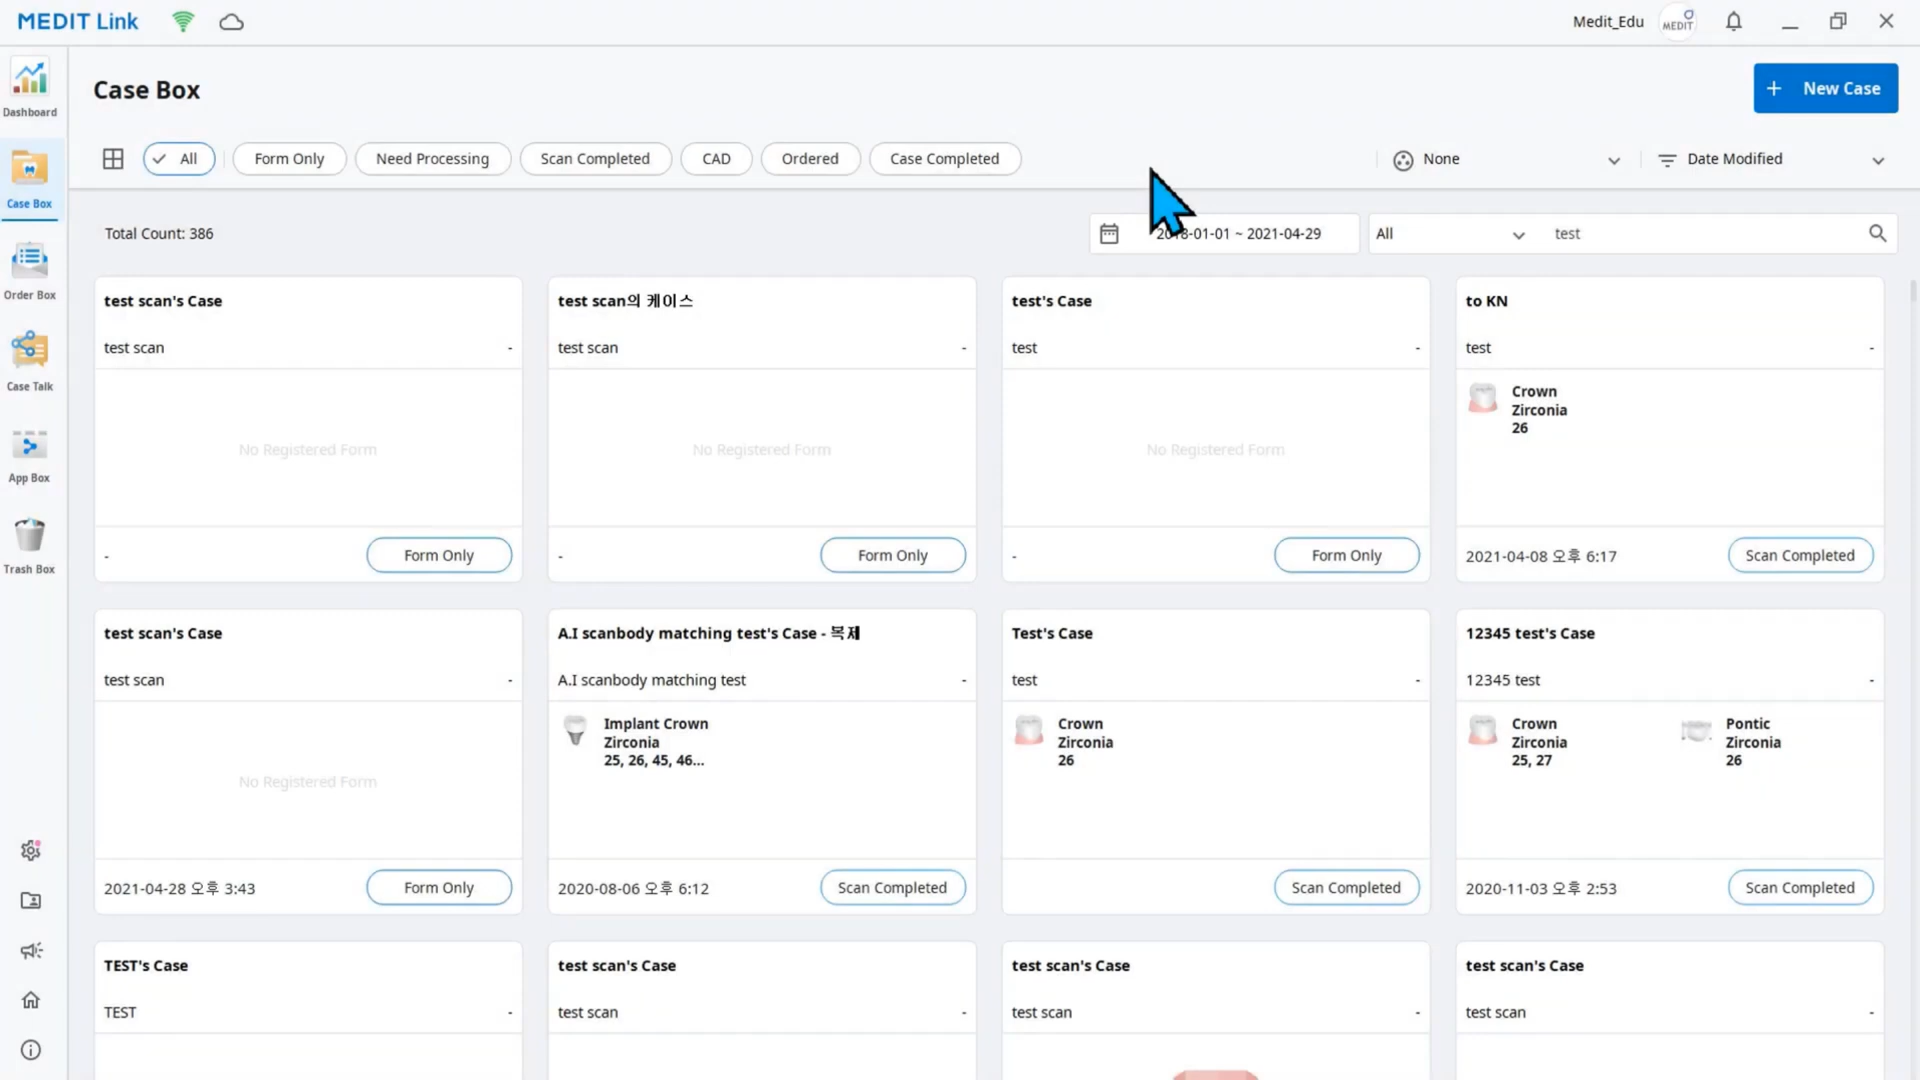 MEDIT Link
Medit_Edu
MEDIT
Dashboard
Case Box
Order Box
Case Talk
App Box
Trash Box
Case Box
+ New Case
All
Form Only
Need Processing
Scan Completed
CAD
Ordered
Case Completed
None
Date Modified
Total Count: 386
-01-01 ~ 2021-04-29
All
test
test scan's Case
test scan -
No Registered Form
- Form Only
test scan의 케이스
test scan -
No Registered Form
- Form Only
test's Case
test -
No Registered Form
- Form Only
to KN
test -
Crown
Zirconia
26
2021-04-08 오후 6:17 Scan Completed
test scan's Case
test scan -
No Registered Form
2021-04-28 오후 3:43 Form Only
A.I scanbody matching test's Case - 복제
A.I scanbody matching test -
Implant Crown
Zirconia
25, 26, 45, 46...
2020-08-06 오후 6:12 Scan Completed
Test's Case
test -
Crown
Zirconia
26
Scan Completed
12345 test's Case
12345 test -
Crown
Zirconia
25, 27
Pontic
Zirconia
26
2020-11-03 오후 2:53 Scan Completed
TEST's Case
TEST -
test scan's Case
test scan -
test scan's Case
test scan -
test scan's Case
test scan -